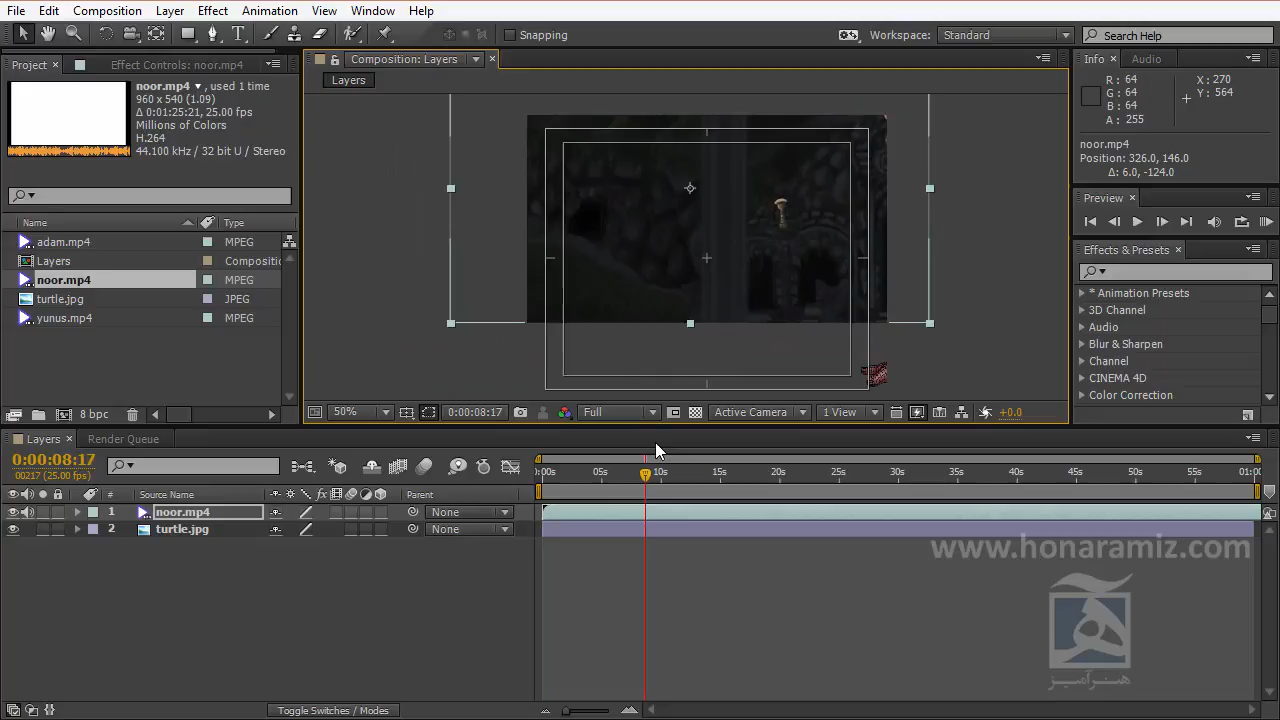 File Edit Composition Layer Effect Animation View Window Help
Snapping Workspace: Standard Search Help
Project Effect Controls: noor.mp4
noor.mp4 , used 1 time
960 x 540 (1.09)
Δ 0:01:25:21, 25.00 fps
Millions of Colors
H.264
44.100 kHz / 32 bit U / Stereo
Name Type
adam.mp4 MPEG
Layers Compositi
noor.mp4 MPEG
turtle.jpg JPEG
yunus.mp4 MPEG
8 bpc
Composition: Layers
Layers
50% 0:00:08:17 Full Active Camera 1 View +0.0
Info Audio
R: 64 X: 270
G: 64 Y: 564
B: 64
A: 255
noor.mp4
Position: 326.0, 146.0
Δ: 6.0, -124.0
Preview
Effects & Presets
* Animation Presets
3D Channel
Audio
Blur & Sharpen
Channel
CINEMA 4D
Color Correction
Layers Render Queue
0:00:08:17
00217 (25.00 fps)
0:00s 05s 10s 15s 20s 25s 30s 35s 40s 45s 50s 55s 01:00
# Source Name Parent
1 noor.mp4 None
2 turtle.jpg None
www.honaramiz.com
هنرآمیز
Toggle Switches / Modes